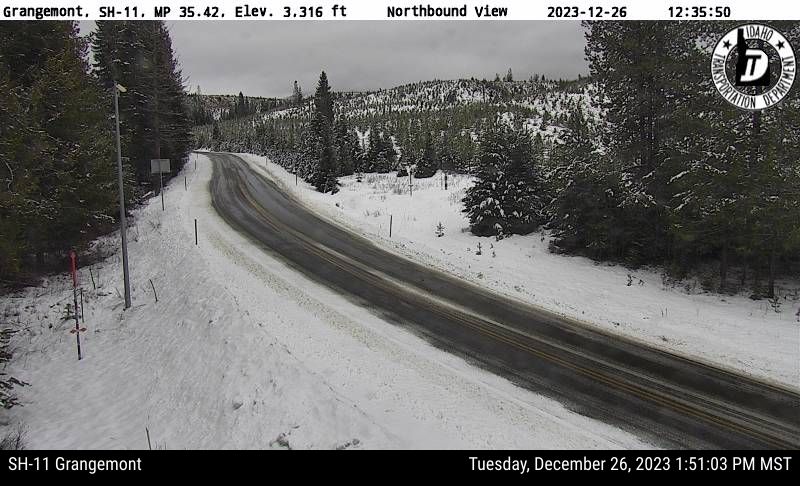 Grangemont, SH-11, MP 35.42, Elev. 3,316 ft Northbound View 2023-12-26 12:35:50
IDAHO
TRANSPORTATION DEPARTMENT
SH-11 Grangemont Tuesday, December 26, 2023 1:51:03 PM MST